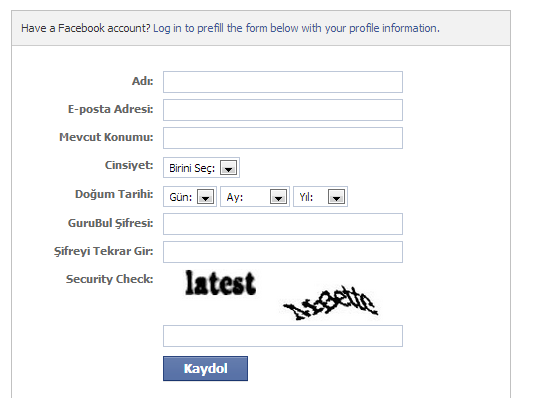 Have a Facebook account? Log in to prefill the form below with your profile information.
Adı:
E-posta Adresi:
Mevcut Konumu:
Cinsiyet: Birini Seç:
Doğum Tarihi: Gün: Ay: Yıl:
GuruBul Şifresi:
Şifreyi Tekrar Gir:
Security Check: latest
Kaydol